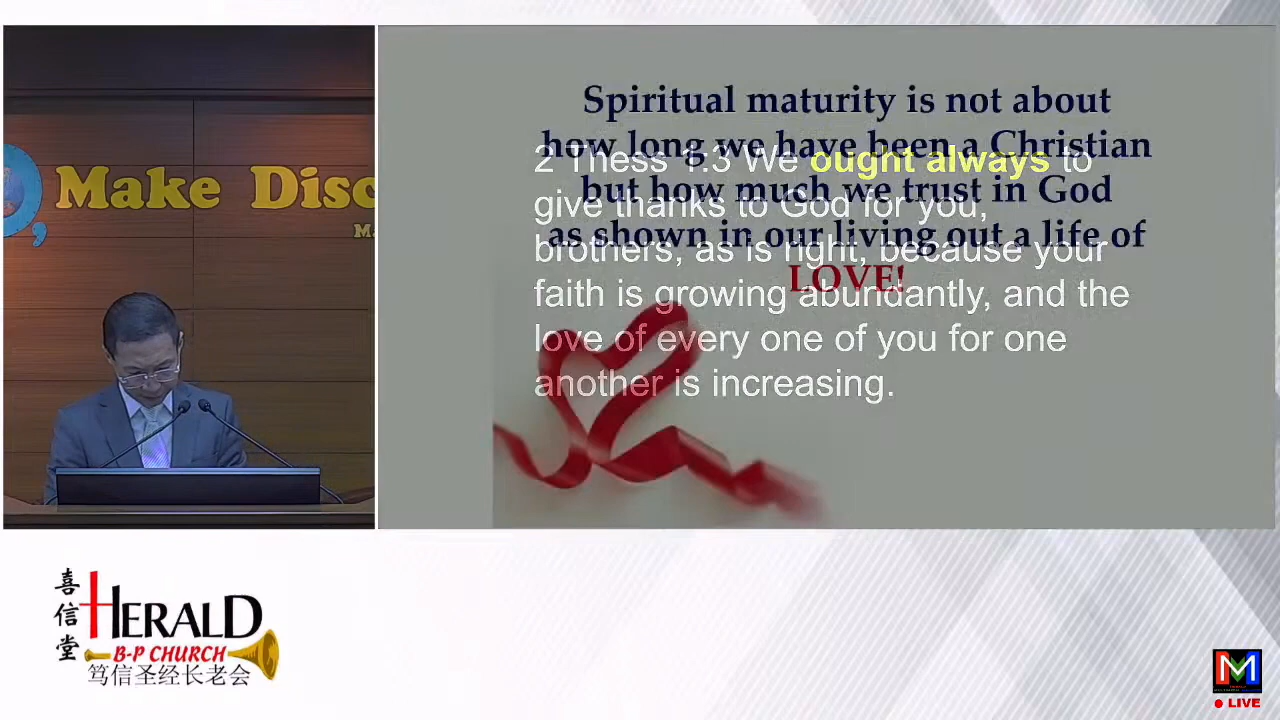 Make Disc
M.
Spiritual maturity is not about
how long we have been a Christian
but how much we trust in God
as shown in our living out a life of
LOVE!
2 Thess 1:3 We ought always to
give thanks to God for you,
brothers, as is right, because your
faith is growing abundantly, and the
love of every one of you for one
another is increasing.
喜信堂
HERALD
B-P CHURCH
笃信圣经长老会
M
LIVE